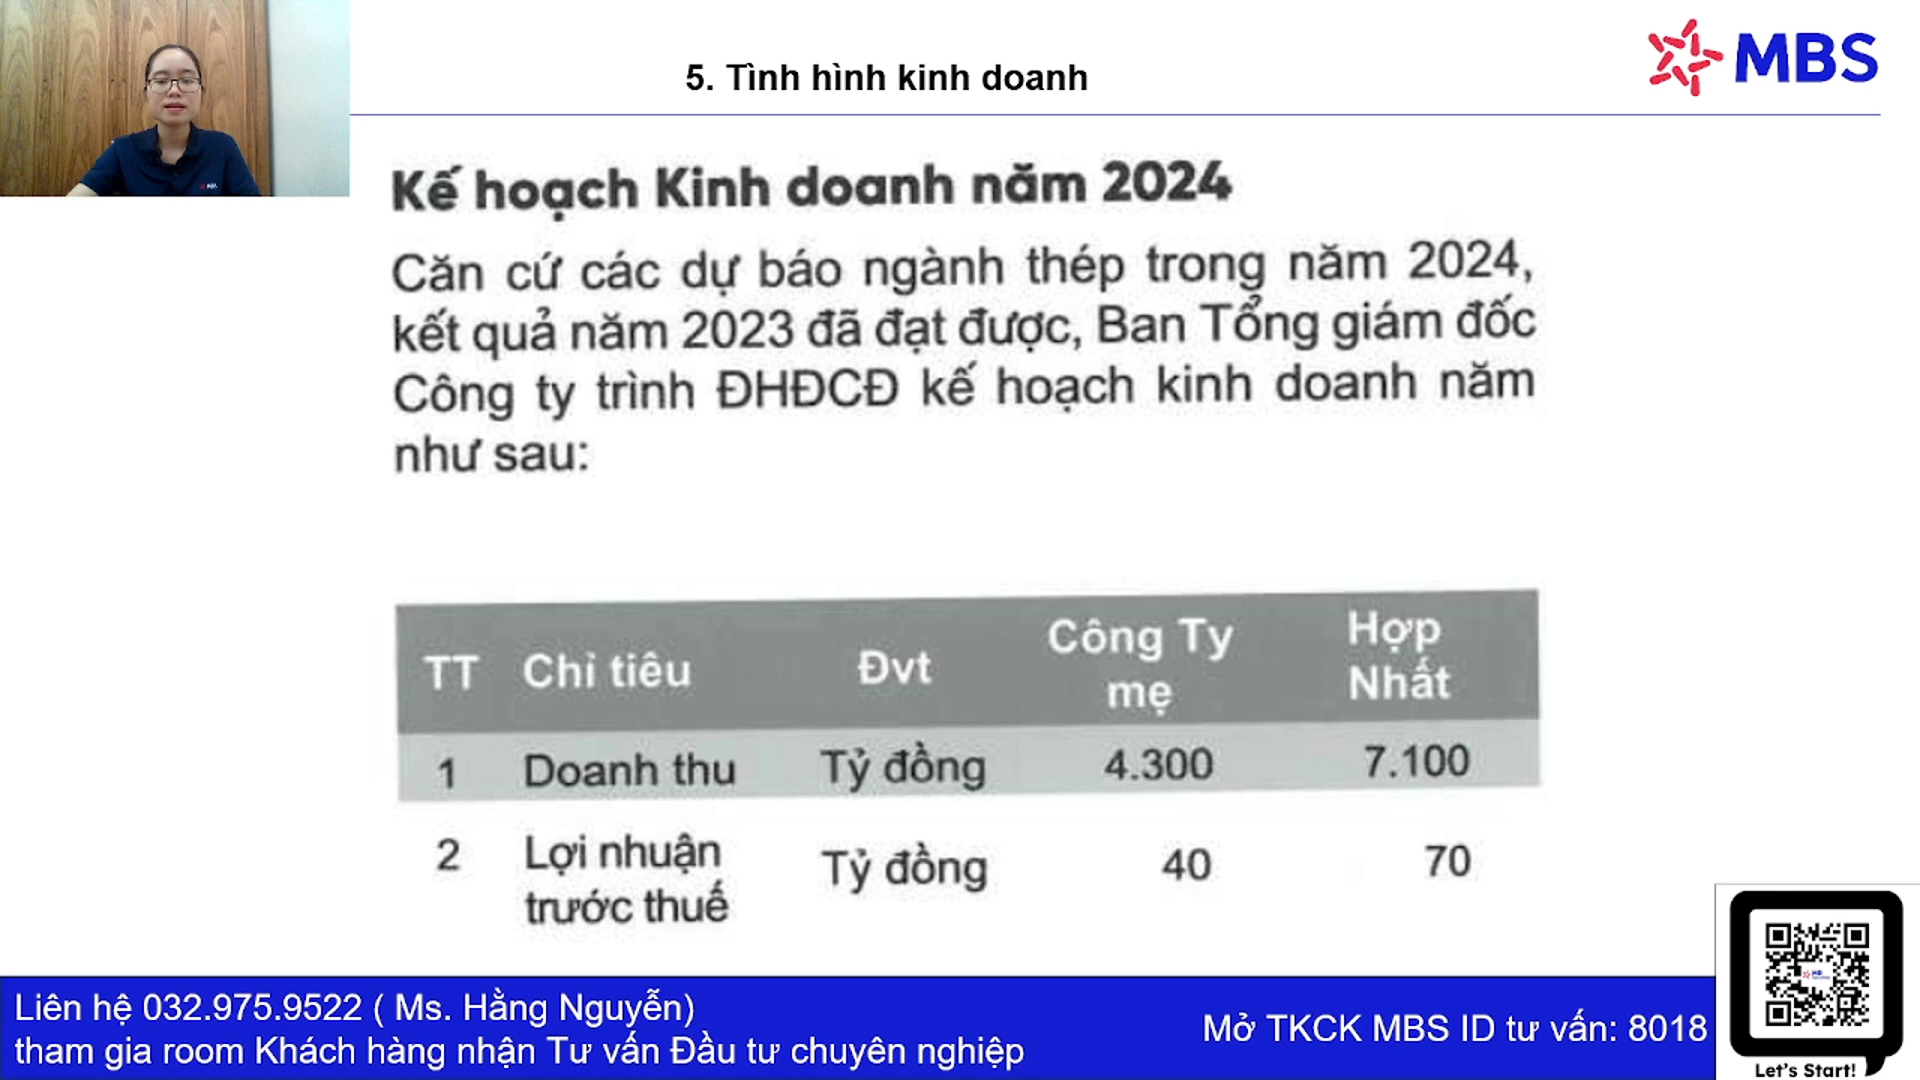 MBS
5. Tình hình kinh doanh
Kế hoạch Kinh doanh năm 2024
Căn cứ các dự báo ngành thép trong năm 2024,
kết quả năm 2023 đã đạt được, Ban Tổng giám đốc
Công ty trình ĐHĐCĐ kế hoạch kinh doanh năm
như sau:
TT Chỉ tiêu Đvt Công Ty mẹ Hợp Nhất
1 Doanh thu Tỷ đồng 4.300 7.100
2 Lợi nhuận trước thuế Tỷ đồng 40 70
Liên hệ 032.975.9522 ( Ms. Hằng Nguyễn)
tham gia room Khách hàng nhận Tư vấn Đầu tư chuyên nghiệp
Mở TKCK MBS ID tư vấn: 8018
Let's Start!